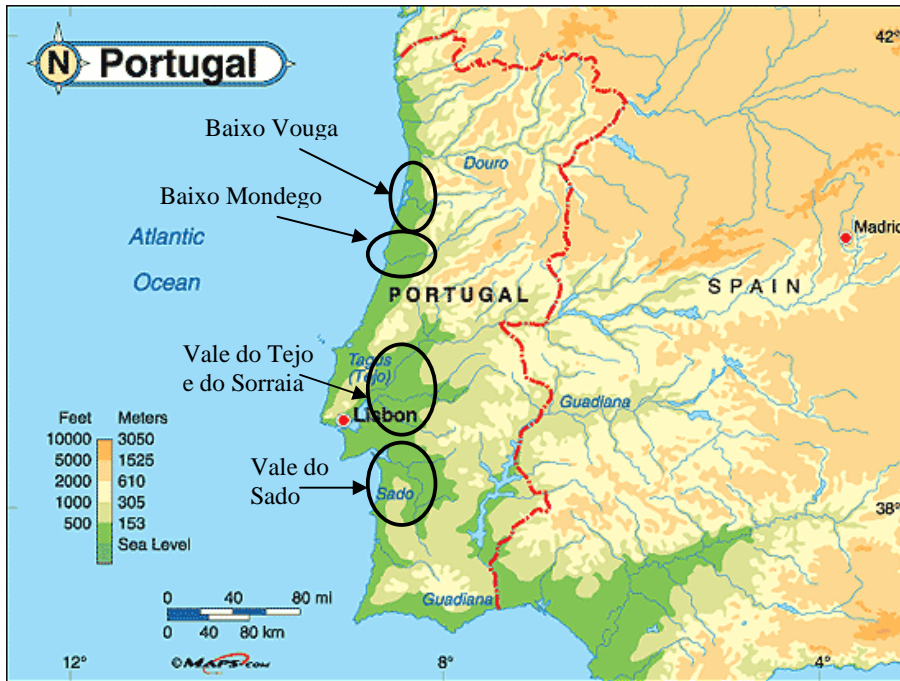 N Portugal
42°
Baixo Vouga
Douro
Baixo Mondego
Madrid
Atlantic
Ocean
PORTUGAL
SPAIN
Vale do Tejo
e do Sorraia
Tagus
(Tejo)
Guadiana
Lisbon
Feet Meters
10000 3050
5000 1525
2000 610
1000 305
500 153
Sea Level
Vale do
Sado
Sado
38°
Guadiana
0 40 80 mi
0 40 80 km
12°
8°
4°
©MAPS.COM